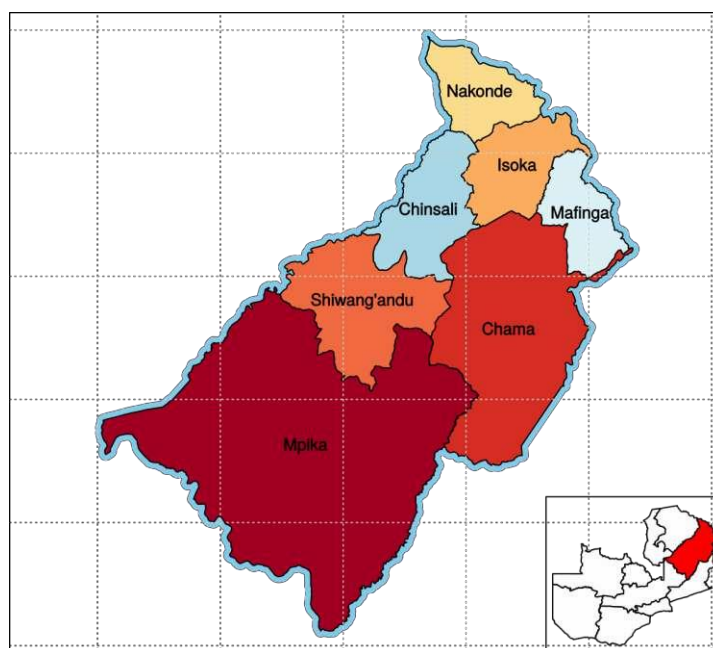 Nakonde
Isoka
Chinsali
Mafinga
Shiwang'andu
Chama
Mpika